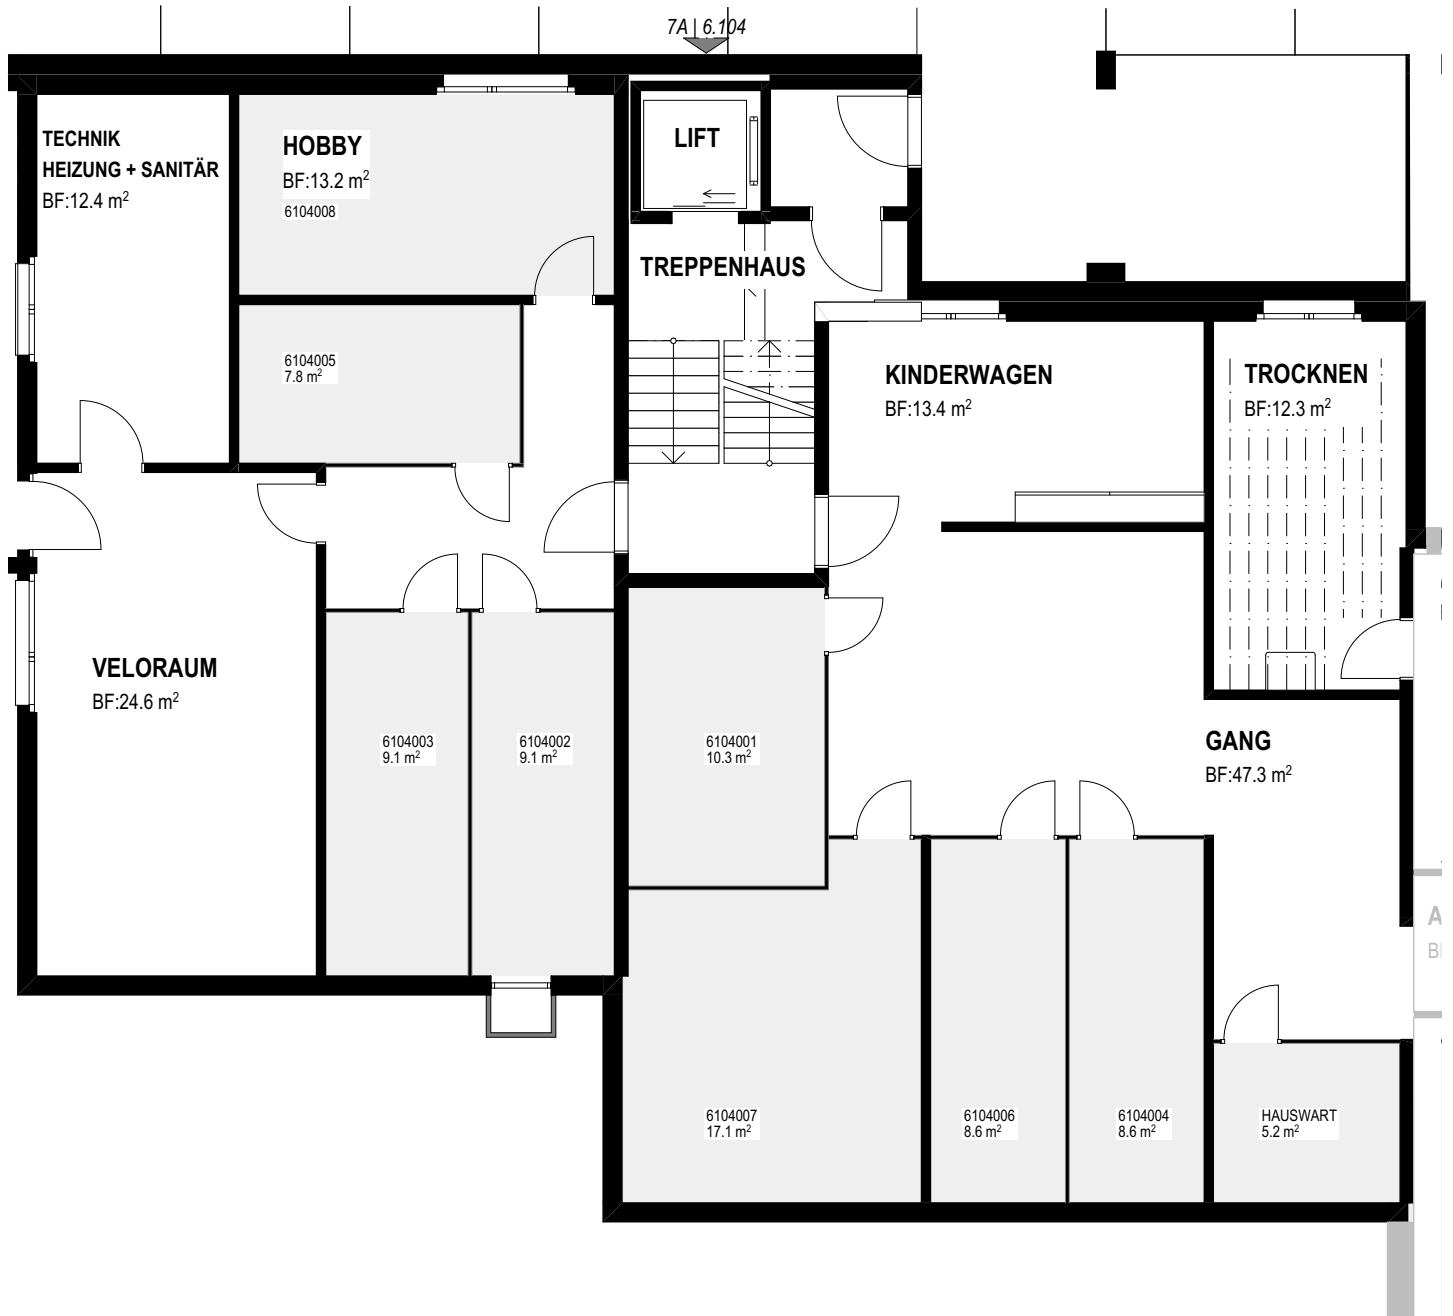 7A | 6.104
TECHNIK
HEIZUNG + SANITÄR
BF:12.4 m²
HOBBY
BF:13.2 m²
6104008
LIFT
TREPPENHAUS
6104005
7.8 m²
KINDERWAGEN
BF:13.4 m²
TROCKNEN
BF:12.3 m²
VELORAUM
BF:24.6 m²
6104003
9.1 m²
6104002
9.1 m²
6104001
10.3 m²
GANG
BF:47.3 m²
6104007
17.1 m²
6104006
8.6 m²
6104004
8.6 m²
HAUSWART
5.2 m²